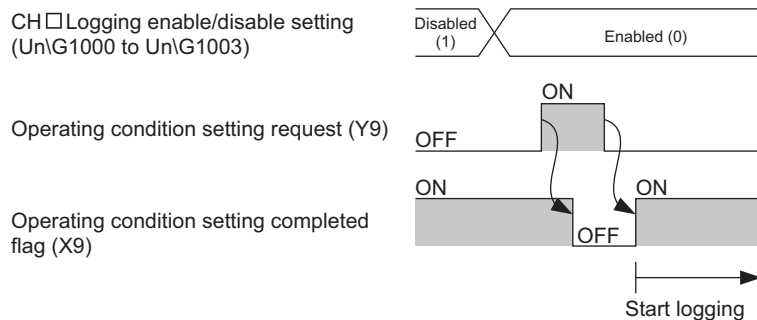 CH□Logging enable/disable setting
(Un\G1000 to Un\G1003)
Disabled
(1)
Enabled (0)
Operating condition setting request (Y9)
OFF
ON
Operating condition setting completed
flag (X9)
ON
OFF
ON
Start logging